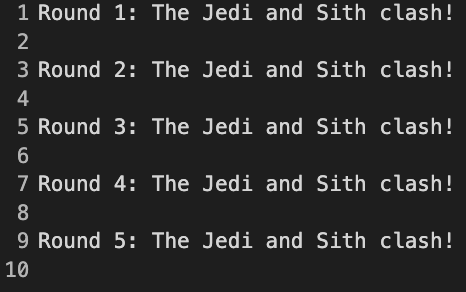 1 Round 1: The Jedi and Sith clash!
2
3 Round 2: The Jedi and Sith clash!
4
5 Round 3: The Jedi and Sith clash!
6
7 Round 4: The Jedi and Sith clash!
8
9 Round 5: The Jedi and Sith clash!
10